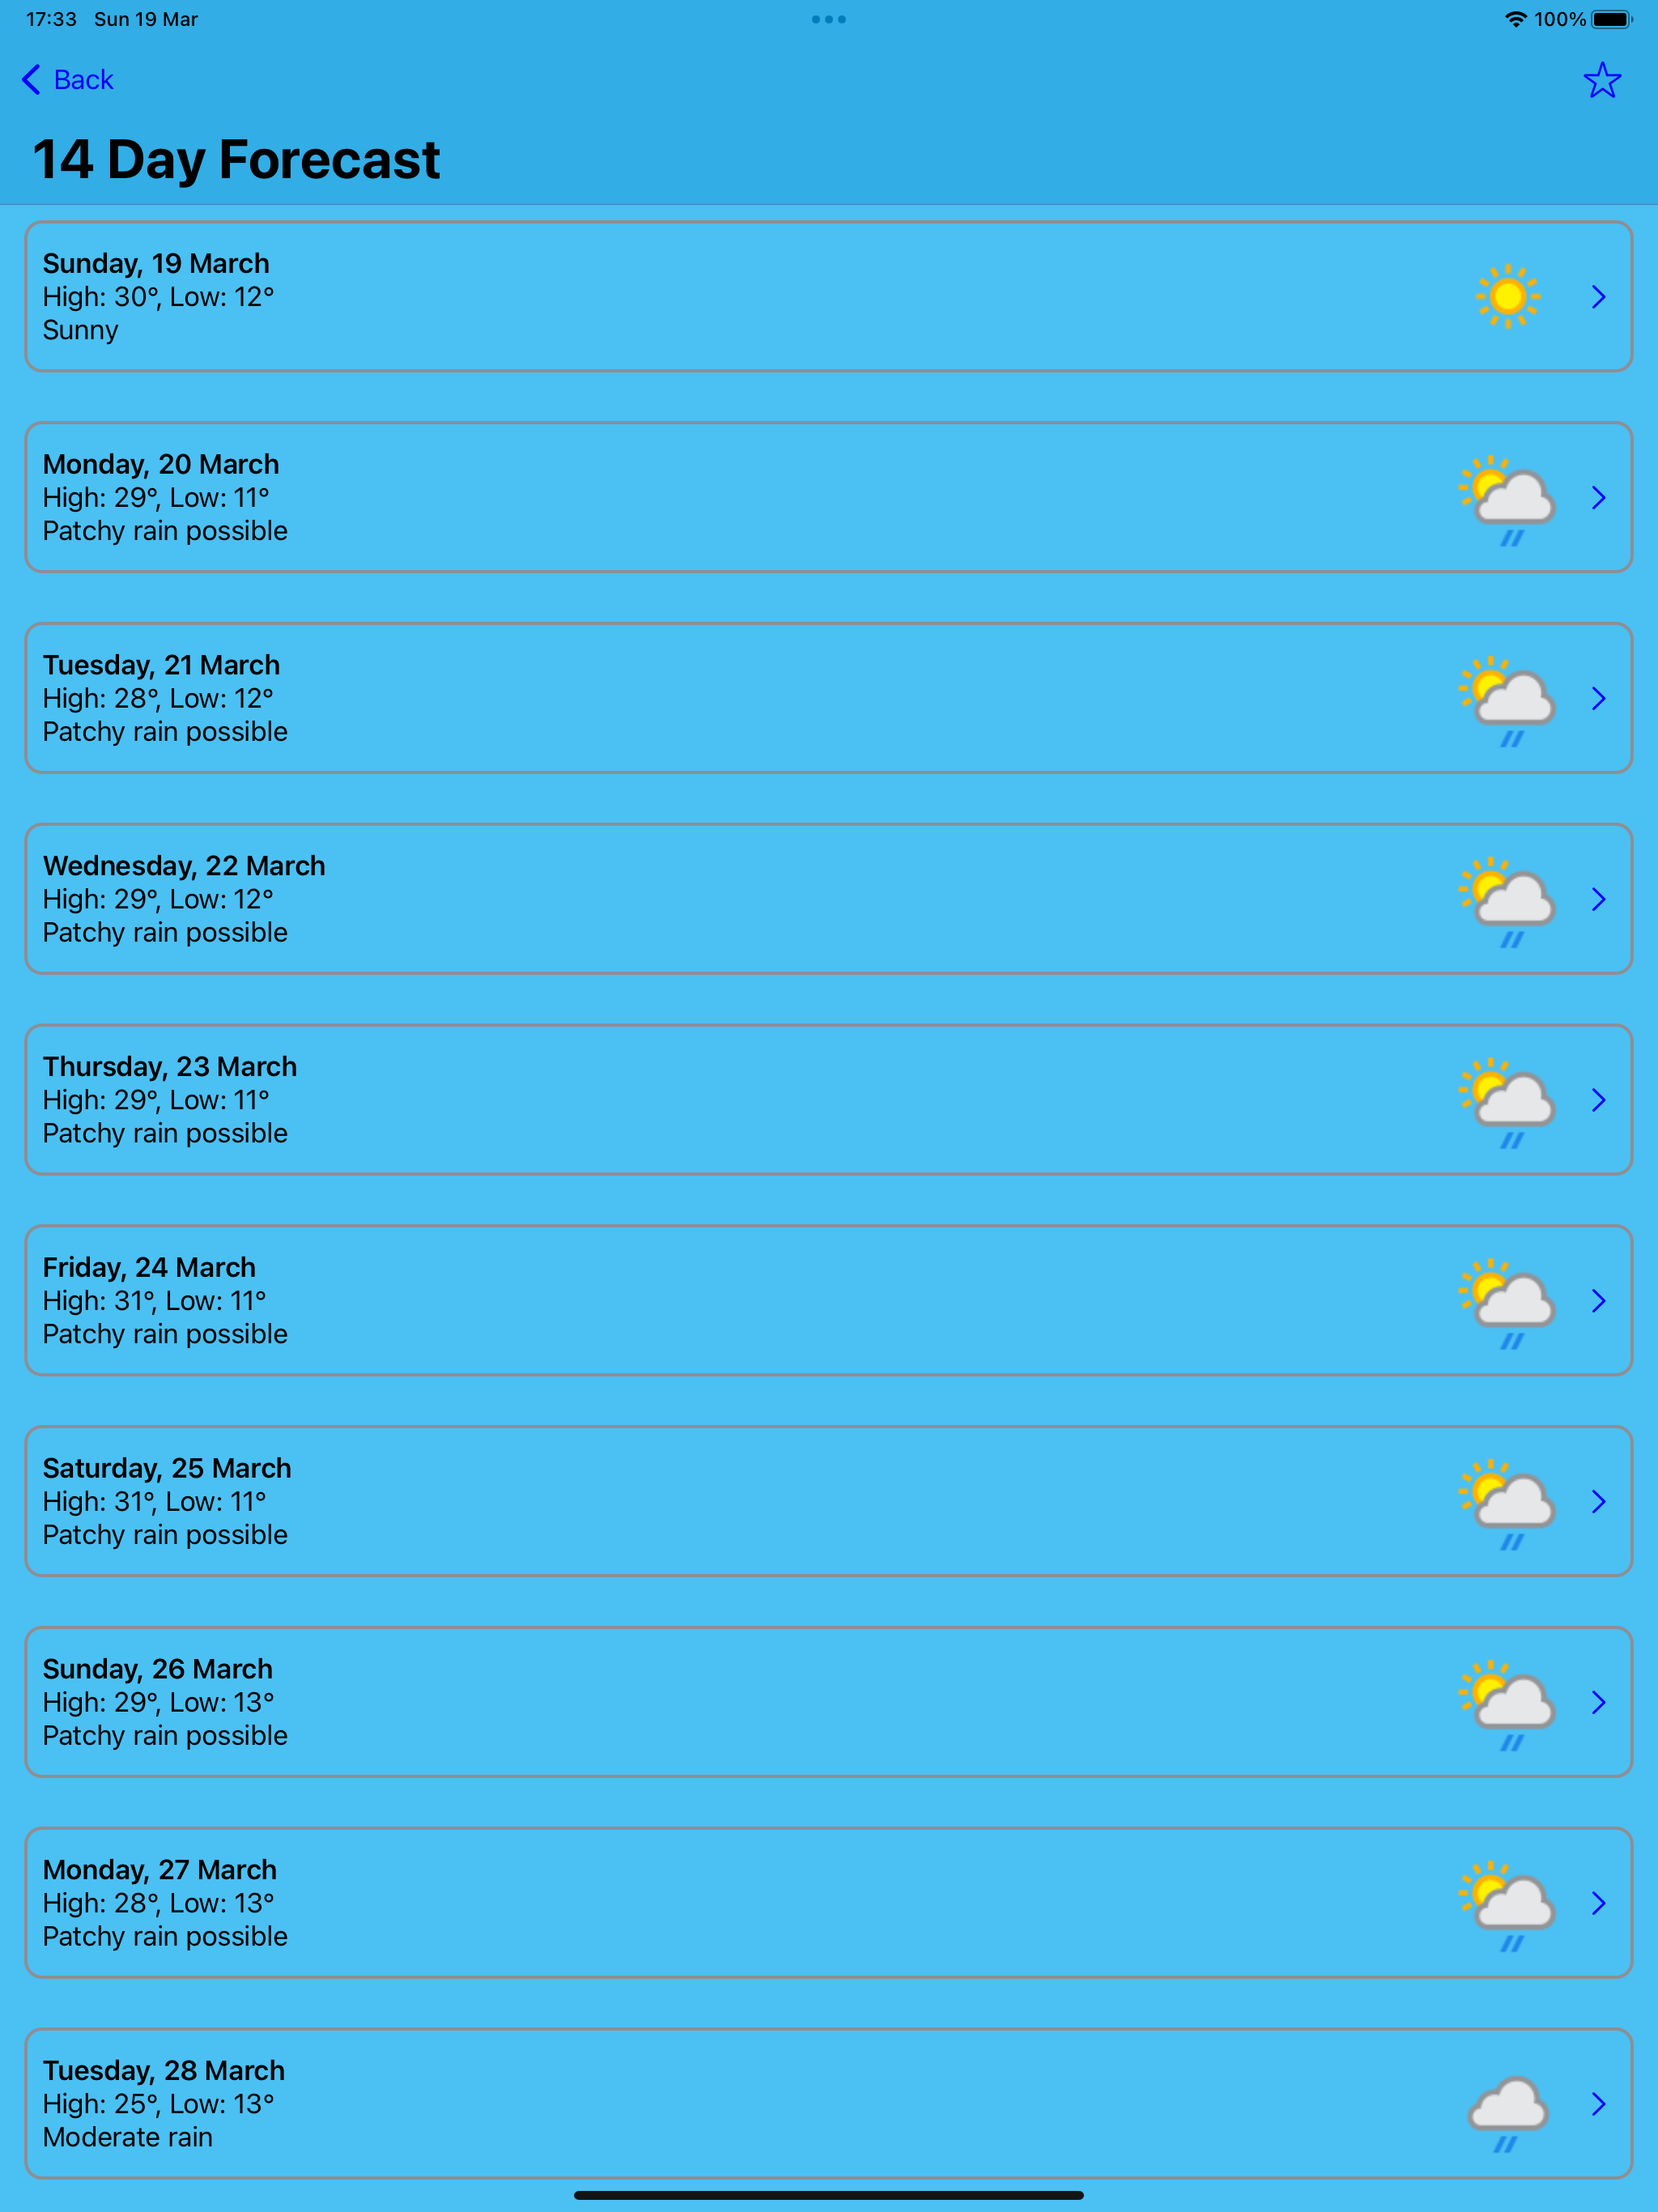 17:33 Sun 19 Mar 100%
Back
14 Day Forecast
Sunday, 19 March
High: 30°, Low: 12°
Sunny
Monday, 20 March
High: 29°, Low: 11°
Patchy rain possible
Tuesday, 21 March
High: 28°, Low: 12°
Patchy rain possible
Wednesday, 22 March
High: 29°, Low: 12°
Patchy rain possible
Thursday, 23 March
High: 29°, Low: 11°
Patchy rain possible
Friday, 24 March
High: 31°, Low: 11°
Patchy rain possible
Saturday, 25 March
High: 31°, Low: 11°
Patchy rain possible
Sunday, 26 March
High: 29°, Low: 13°
Patchy rain possible
Monday, 27 March
High: 28°, Low: 13°
Patchy rain possible
Tuesday, 28 March
High: 25°, Low: 13°
Moderate rain